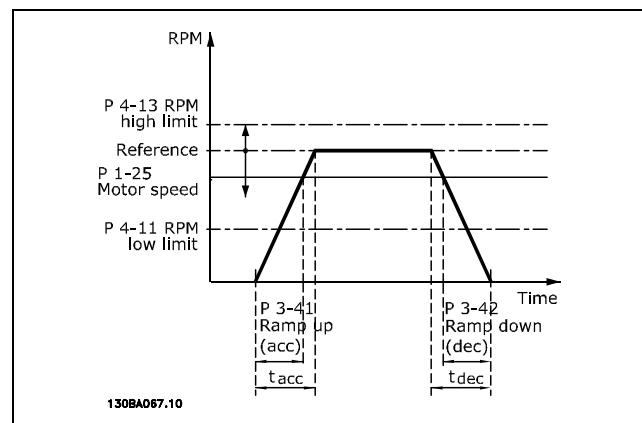 RPM
P 4-13 RPM
high limit
Reference
P 1-25
Motor speed
P 4-11 RPM
low limit
Time
P 3-41
Ramp up
(acc)
P 3-42
Ramp down
(dec)
tacc
tdec
130BA067.10